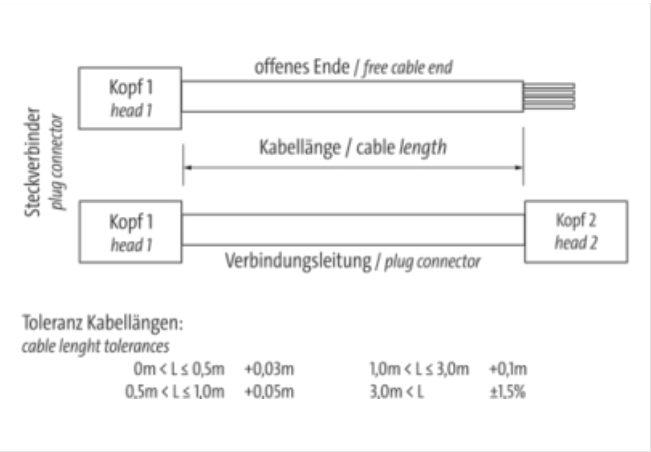 offenes Ende / free cable end
Kopf 1
head 1
Steckverbinder
plug connector
Kabellänge / cable length
Kopf 1
head 1
Kopf 2
head 2
Verbindungsleitung / plug connector
Toleranz Kabellängen:
cable lenght tolerances
0m < L ≤ 0,5m +0,03m 1,0m < L ≤ 3,0m +0,1m
0,5m < L ≤ 1,0m +0,05m 3,0m < L ±1,5%